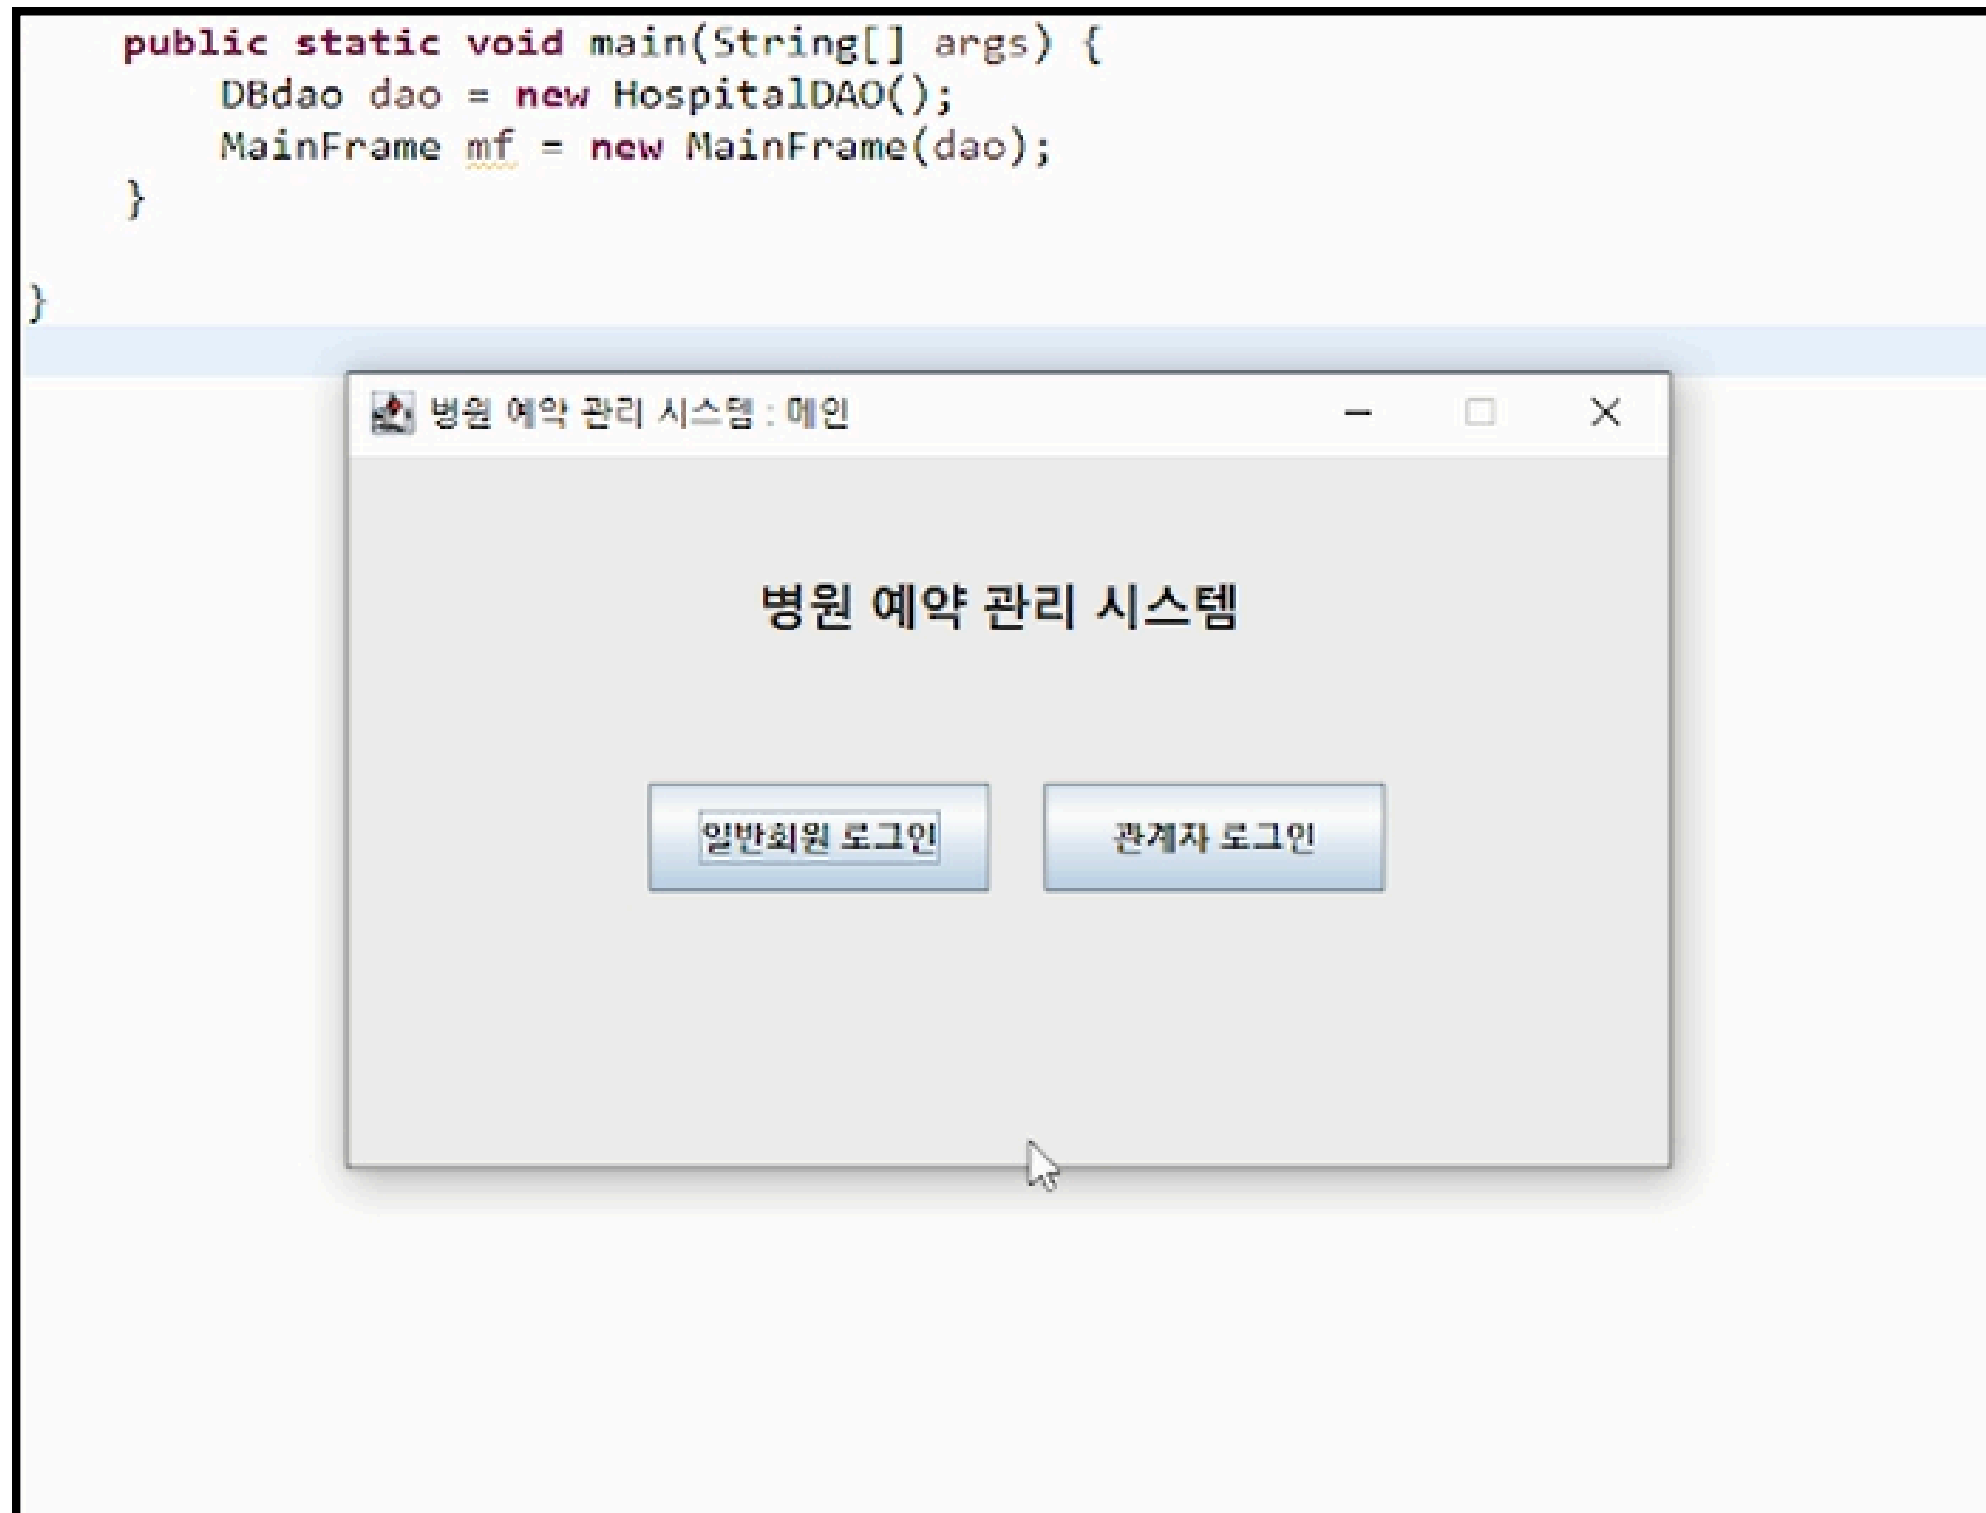 public static void main(String[] args) {
DBdao dao = new HospitalDAO();
MainFrame mf = new MainFrame(dao);
}
}
병원 예약 관리 시스템 : 메인
병원 예약 관리 시스템
일반회원 로그인
관계자 로그인